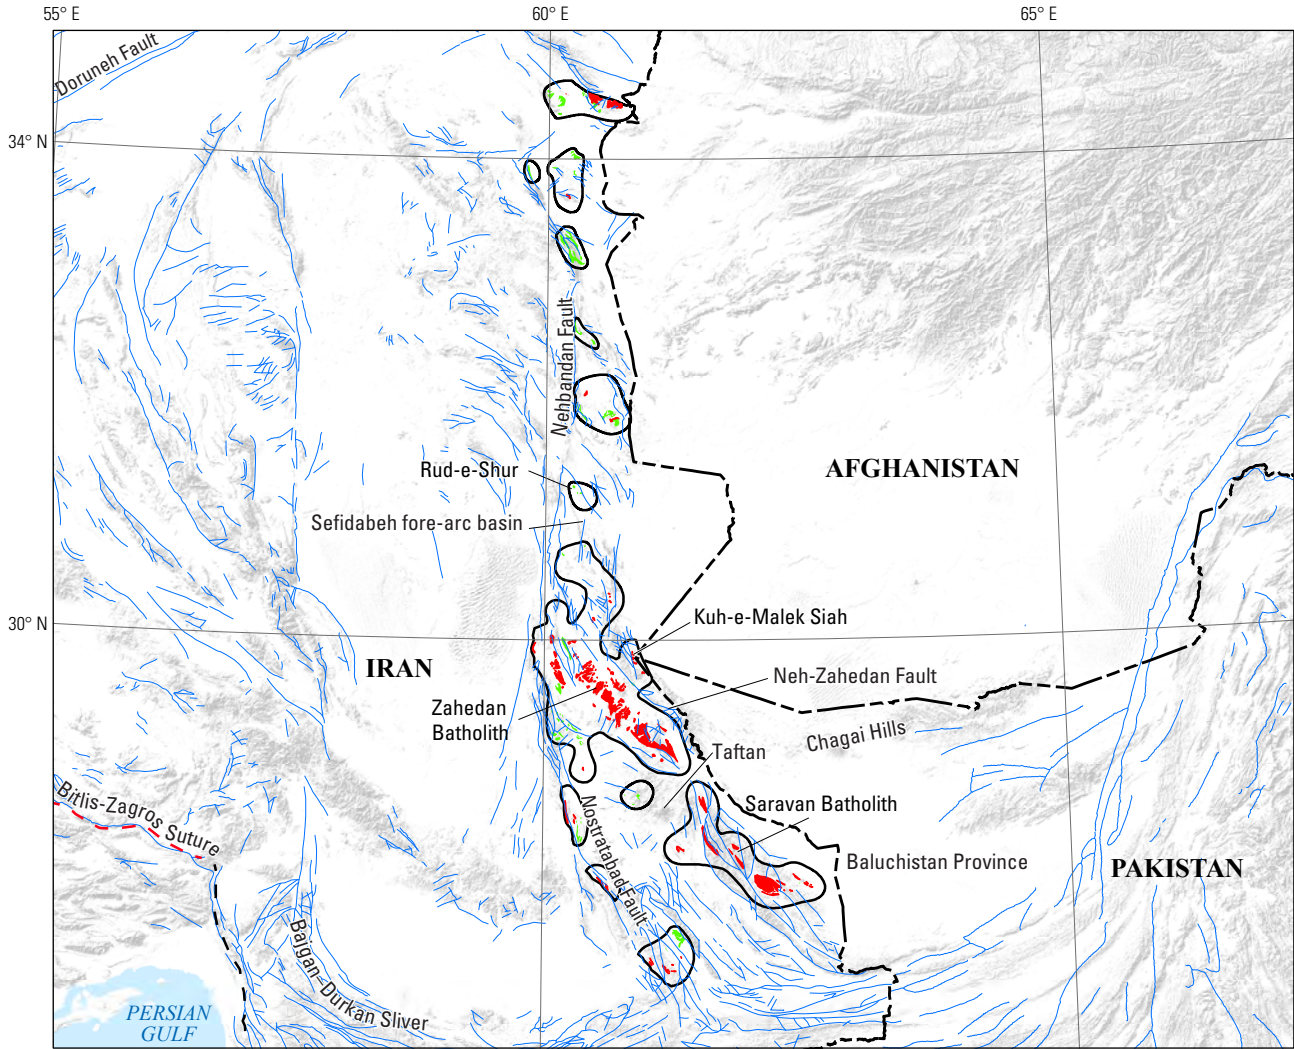 55° E
60° E
65° E
Doruneh Fault
34° N
Nehbandan Fault
Rud-e-Shur
AFGHANISTAN
Sefidabeh fore-arc basin
30° N
Kuh-e-Malek Siah
IRAN
Neh-Zahedan Fault
Zahedan
Batholith
Chagai Hills
Taftan
Bitlis-Zagros Suture
Nostratabad Fault
Saravan Batholith
Baluchistan Province
PAKISTAN
Bajgan–Durkan Sliver
PERSIAN
GULF